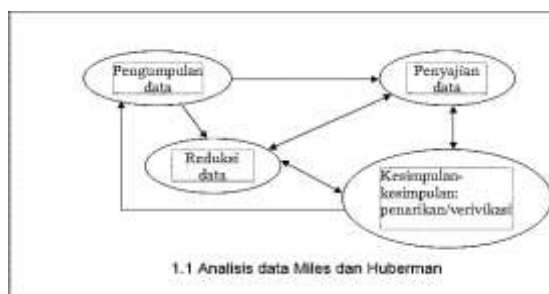 Pengumpulan
data
Penyajian
data
Reduksi
data
Kesimpulan-
kesimpulan:
penarikan/verivikasi
1.1 Analisis data Miles dan Huberman